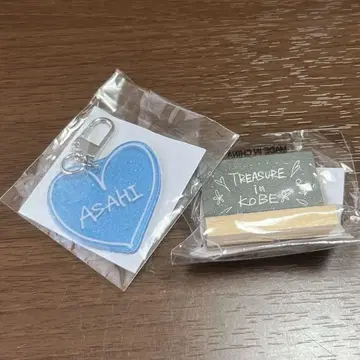 ASAHI
MADE IN CHINA
TREASURE
in
KOBE